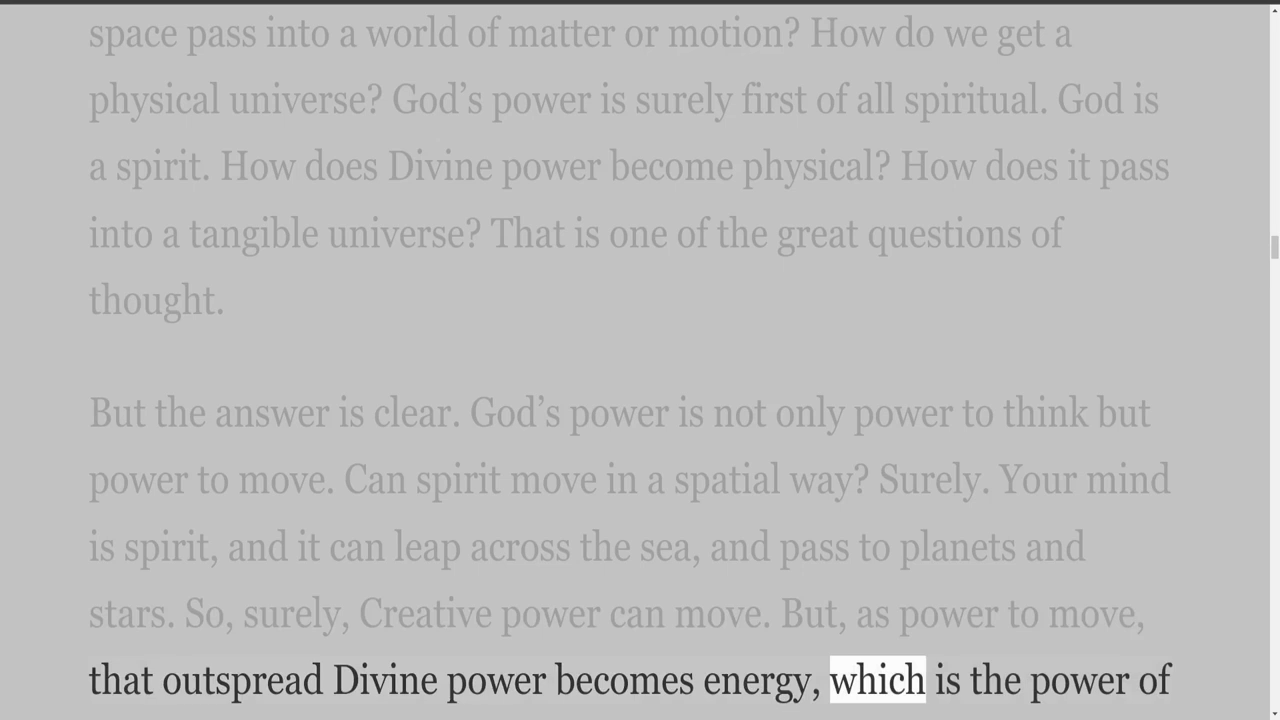 space pass into a world of matter or motion? How do we get a
physical universe? God’s power is surely first of all spiritual. God is
a spirit. How does Divine power become physical? How does it pass
into a tangible universe? That is one of the great questions of
thought.
But the answer is clear. God’s power is not only power to think but
power to move. Can spirit move in a spatial way? Surely. Your mind
is spirit, and it can leap across the sea, and pass to planets and
stars. So, surely, Creative power can move. But, as power to move,
that outspread Divine power becomes energy, which is the power of